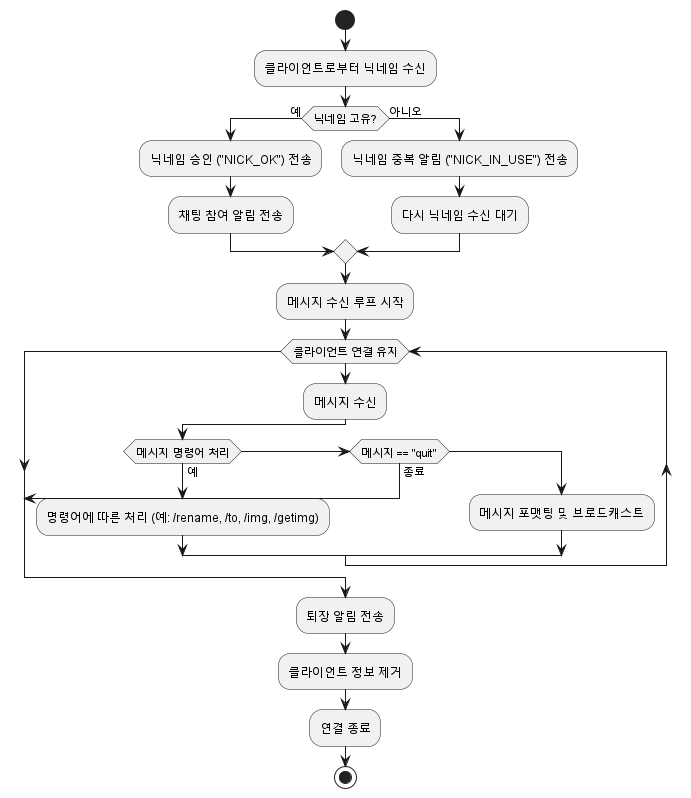 클라이언트로부터 닉네임 수신
닉네임 고유?
예
아니오
닉네임 승인 ("NICK_OK") 전송
닉네임 중복 알림 ("NICK_IN_USE") 전송
채팅 참여 알림 전송
다시 닉네임 수신 대기
메시지 수신 루프 시작
클라이언트 연결 유지
메시지 수신
메시지 명령어 처리
메시지 == "quit"
예
종료
명령어에 따른 처리 (예: /rename, /to, /img, /getimg)
메시지 포맷팅 및 브로드캐스트
퇴장 알림 전송
클라이언트 정보 제거
연결 종료